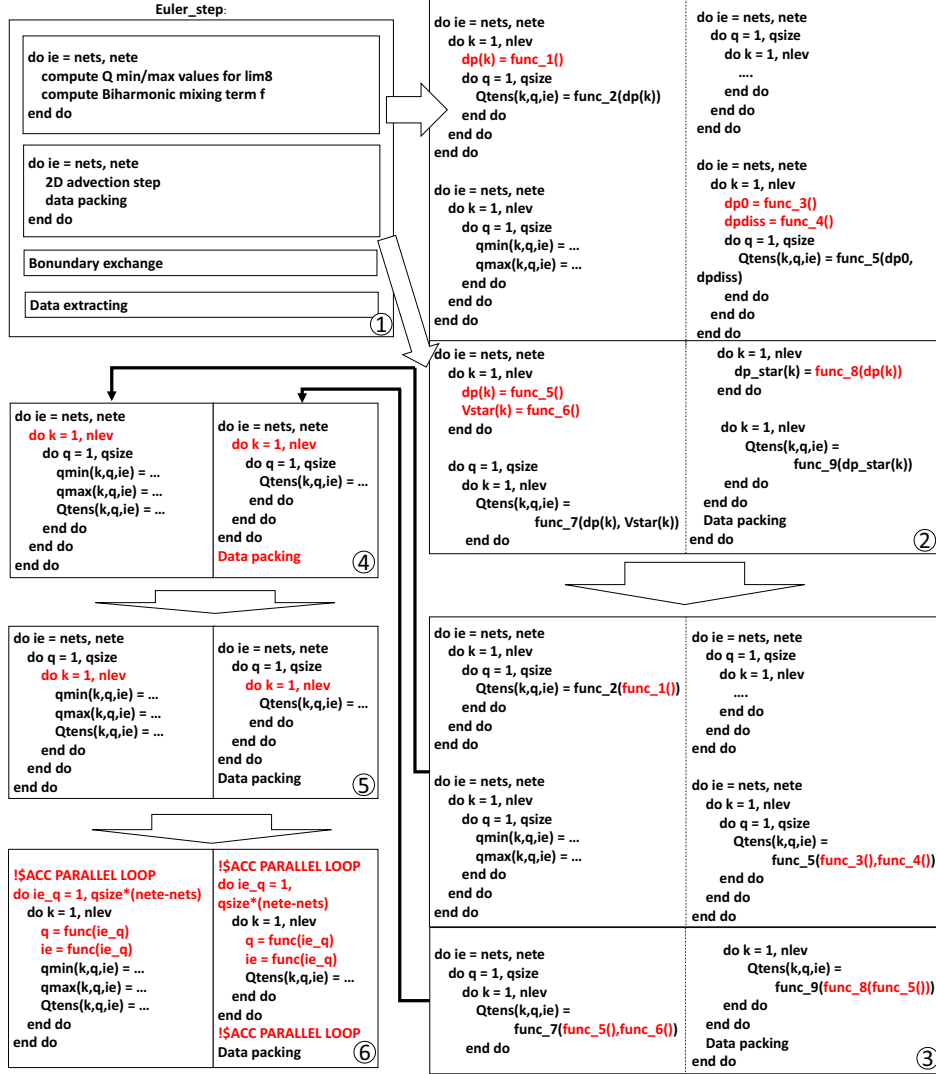 Euler_step:
do ie = nets, nete
compute Q min/max values for lim8
compute Biharmonic mixing term f
end do
do ie = nets, nete
2D advection step
data packing
end do
Bonundary exchange
Data extracting
①
do ie = nets, nete
do k = 1, nlev
dp(k) = func_1()
do q = 1, qsize
Qtens(k,q,ie) = func_2(dp(k))
end do
end do
end do
do ie = nets, nete
do k = 1, nlev
do q = 1, qsize
qmin(k,q,ie) = ...
qmax(k,q,ie) = ...
end do
end do
end do
do ie = nets, nete
do q = 1, qsize
do k = 1, nlev
....
end do
end do
end do
do ie = nets, nete
do k = 1, nlev
dp0 = func_3()
dpdiss = func_4()
do q = 1, qsize
Qtens(k,q,ie) = func_5(dp0,
dpdiss)
end do
end do
end do
do ie = nets, nete
do k = 1, nlev
dp(k) = func_5()
Vstar(k) = func_6()
end do
do q = 1, qsize
do k = 1, nlev
Qtens(k,q,ie) =
func_7(dp(k), Vstar(k))
end do
do k = 1, nlev
dp_star(k) = func_8(dp(k))
end do
do k = 1, nlev
Qtens(k,q,ie) =
func_9(dp_star(k))
end do
end do
Data packing
end do
②
do ie = nets, nete
do k = 1, nlev
do q = 1, qsize
Qtens(k,q,ie) = func_2(func_1())
end do
end do
end do
do ie = nets, nete
do k = 1, nlev
do q = 1, qsize
qmin(k,q,ie) = ...
qmax(k,q,ie) = ...
end do
end do
end do
do ie = nets, nete
do q = 1, qsize
do k = 1, nlev
....
end do
end do
end do
do ie = nets, nete
do k = 1, nlev
do q = 1, qsize
Qtens(k,q,ie) =
func_5(func_3(),func_4())
end do
end do
end do
do ie = nets, nete
do q = 1, qsize
do k = 1, nlev
Qtens(k,q,ie) =
func_7(func_5(),func_6())
end do
do k = 1, nlev
Qtens(k,q,ie) =
func_9(func_8(func_5()))
end do
end do
Data packing
end do
③
do ie = nets, nete
do k = 1, nlev
do q = 1, qsize
qmin(k,q,ie) = ...
qmax(k,q,ie) = ...
Qtens(k,q,ie) = ...
end do
end do
end do
do ie = nets, nete
do k = 1, nlev
do q = 1, qsize
Qtens(k,q,ie) = ...
end do
end do
end do
Data packing
④
do ie = nets, nete
do q = 1, qsize
do k = 1, nlev
qmin(k,q,ie) = ...
qmax(k,q,ie) = ...
Qtens(k,q,ie) = ...
end do
end do
end do
do ie = nets, nete
do q = 1, qsize
do k = 1, nlev
Qtens(k,q,ie) = ...
end do
end do
end do
Data packing
⑤
!$ACC PARALLEL LOOP
do ie_q = 1, qsize*(nete-nets)
do k = 1, nlev
q = func(ie_q)
ie = func(ie_q)
qmin(k,q,ie) = ...
qmax(k,q,ie) = ...
Qtens(k,q,ie) = ...
end do
end do
!$ACC PARALLEL LOOP
do ie_q = 1,
qsize*(nete-nets)
do k = 1, nlev
q = func(ie_q)
ie = func(ie_q)
Qtens(k,q,ie) = ...
end do
end do
!$ACC PARALLEL LOOP
Data packing
⑥